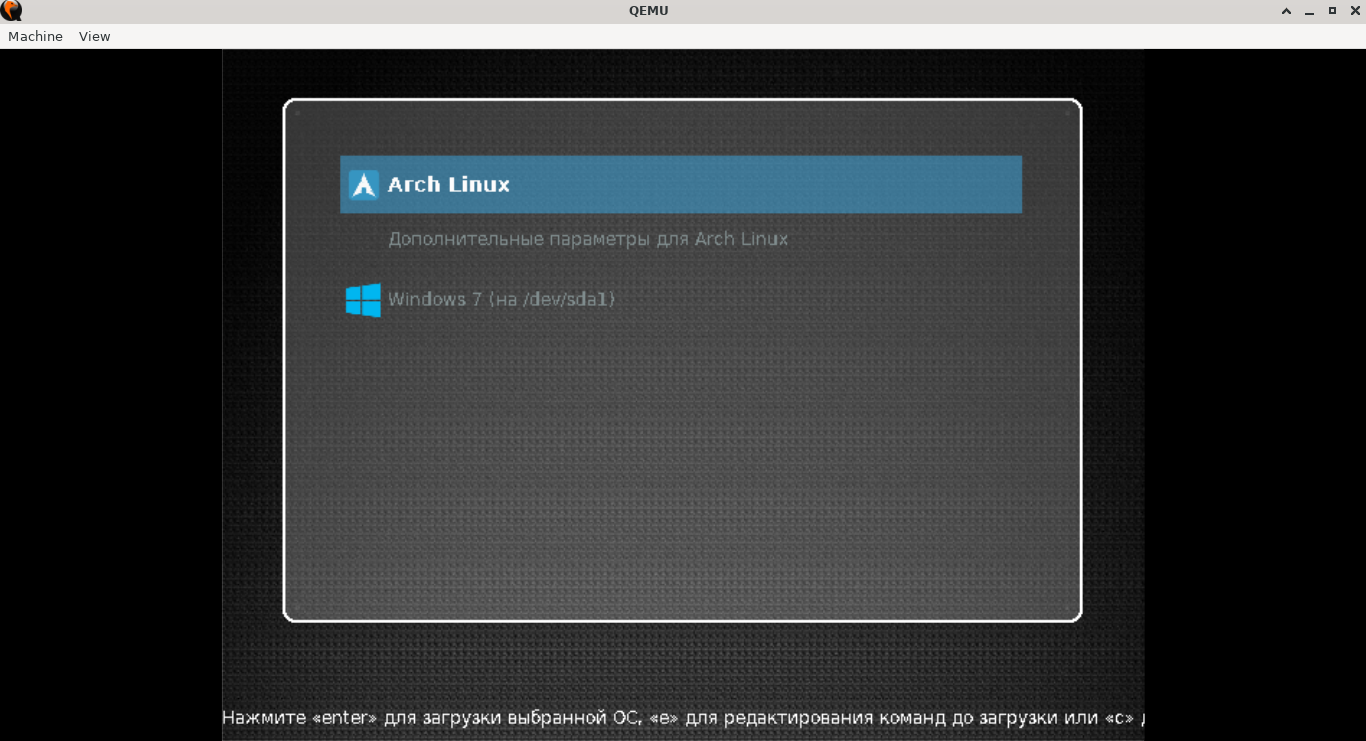 QEMU
Machine View
Arch Linux
Дополнительные параметры для Arch Linux
Windows 7 (на /dev/sda1)
Нажмите «enter» для загрузки выбранной ОС, «e» для редактирования команд до загрузки или «c»